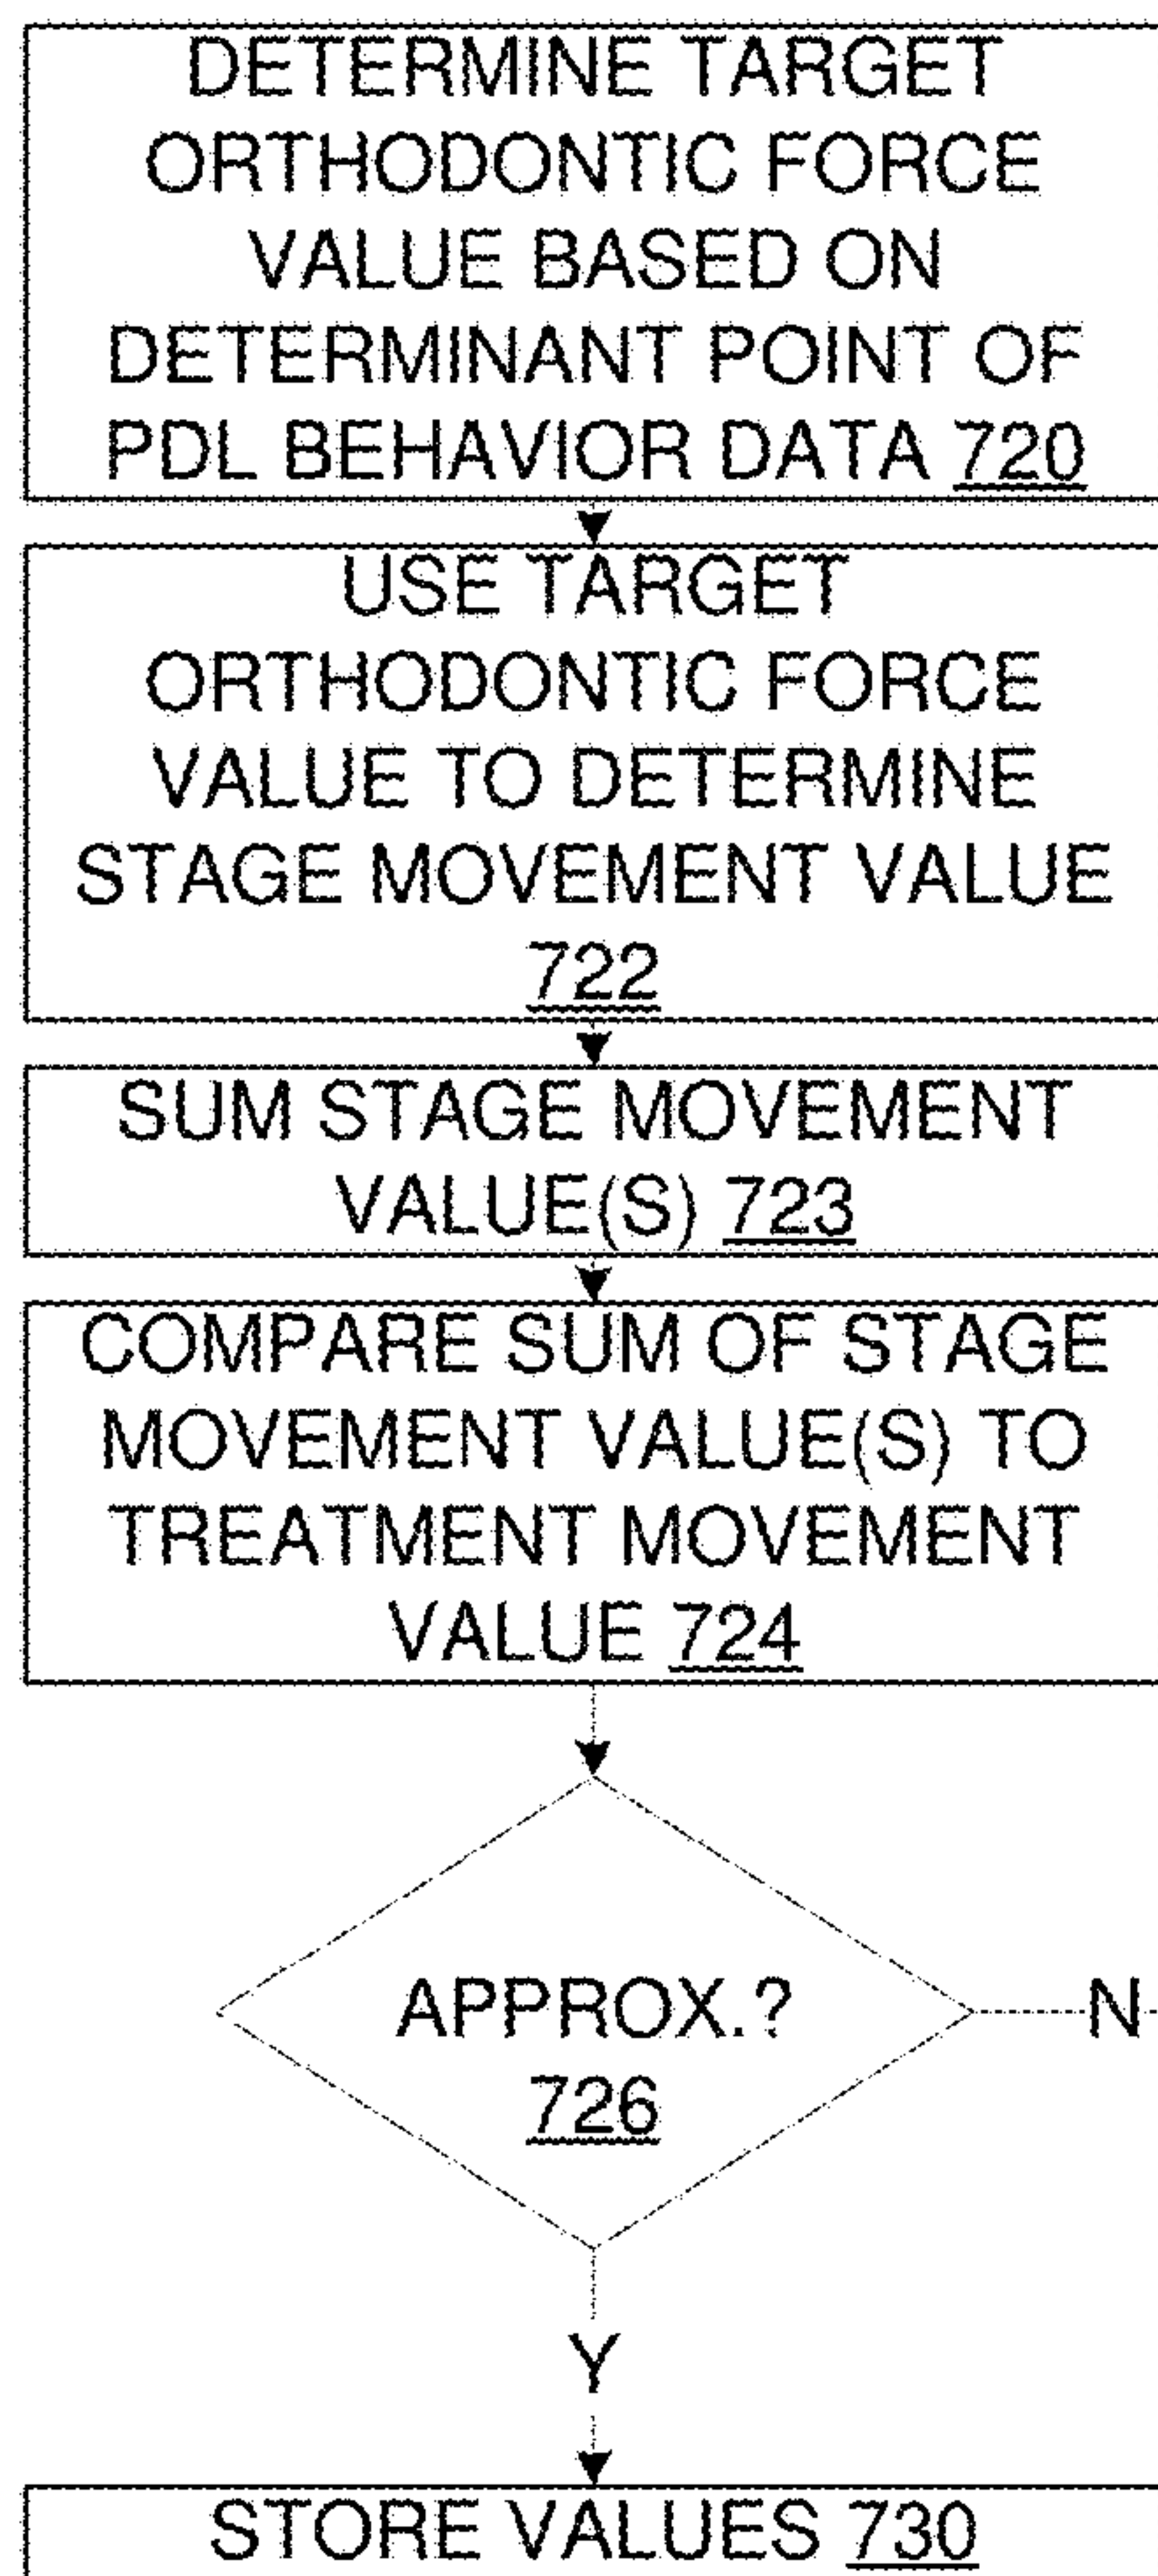 DETERMINE TARGET
ORTHODONTIC FORCE
VALUE BASED ON
DETERMINANT POINT OF
PDL BEHAVIOR DATA 720
USE TARGET
ORTHODONTIC FORCE
VALUE TO DETERMINE
STAGE MOVEMENT VALUE
722
SUM STAGE MOVEMENT
VALUE(S) 723
COMPARE SUM OF STAGE
MOVEMENT VALUE(S) TO
TREATMENT MOVEMENT
VALUE 724
APPROX.?
726
N
Y
STORE VALUES 730